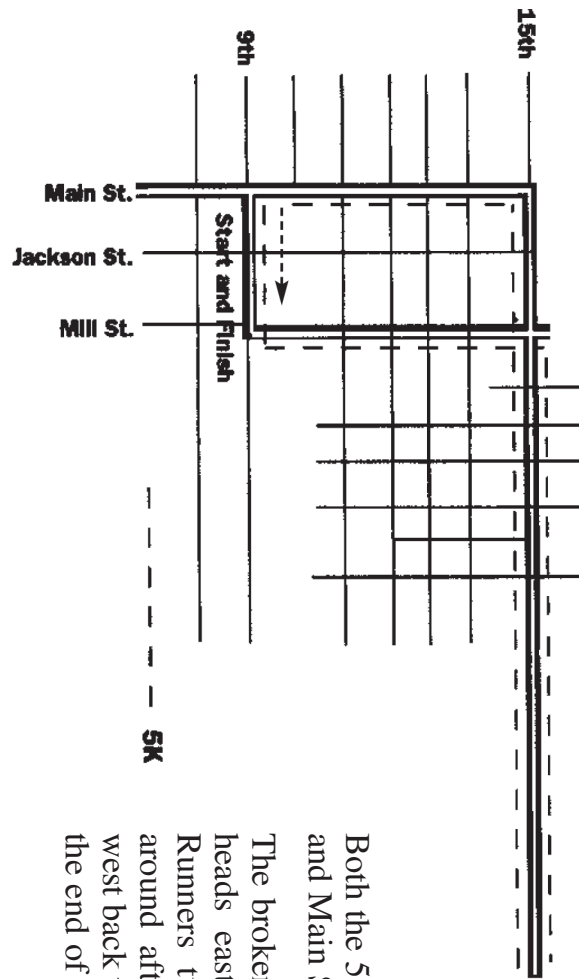 15th
9th
Main St.
Jackson St.
Mill St.
Start and Finish
5K
Both the 5
and Main
The broken
heads east
Runners
around
west back
the end of